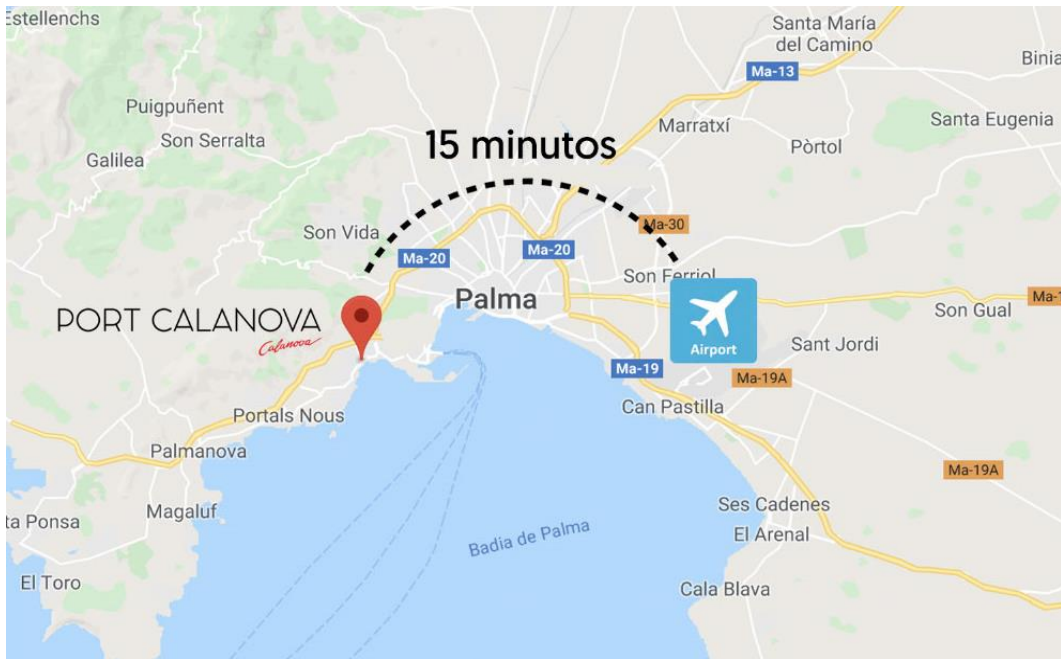 Estellenchs
Santa María
del Camino
Ma-13
Binia
Puigpuñent
Son Serralta
Galilea
Marratxí
Pòrtol
Santa Eugenia
15 minutos
Son Vida
Ma-20
Ma-20
Ma-30
Son Ferriol
Palma
PORT CALANOVA
Calanova
Airport
Ma-1
Son Gual
Sant Jordi
Ma-19
Ma-19A
Can Pastilla
Portals Nous
Palmanova
Ma-19A
Magaluf
ta Ponsa
Ses Cadenes
El Arenal
Badia de Palma
El Toro
Cala Blava